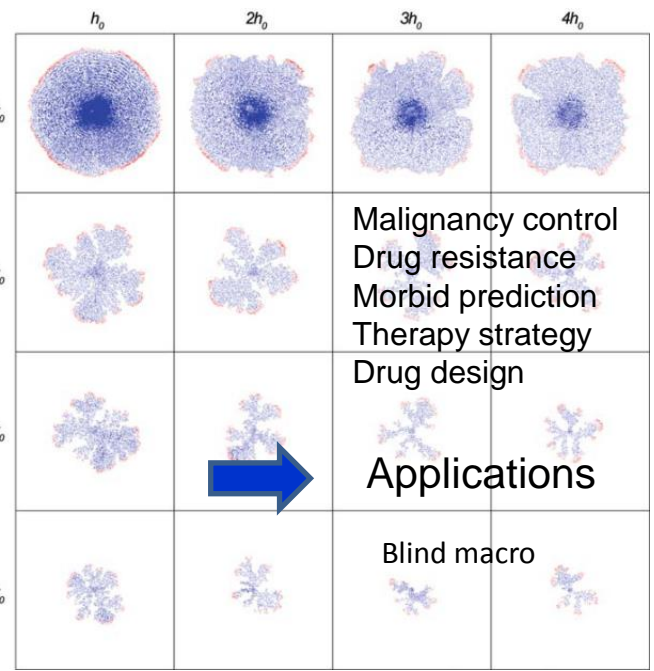 h₀ 2h₀ 3h₀ 4h₀
Malignancy control
Drug resistance
Morbid prediction
Therapy strategy
Drug design
Applications
Blind macro